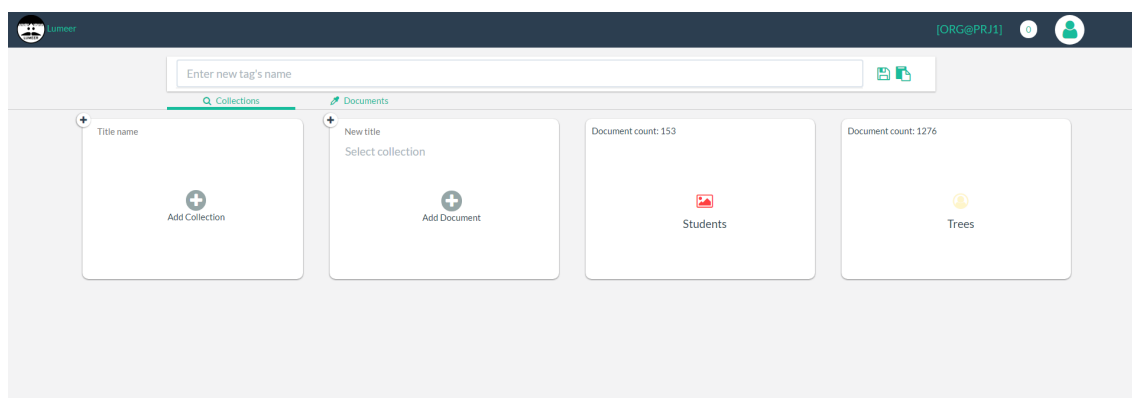 Lumeer
[ORG@PRJ1]
0
Enter new tag's name
Collections
Documents
Title name
Add Collection
New title
Select collection
Add Document
Document count: 153
Students
Document count: 1276
Trees